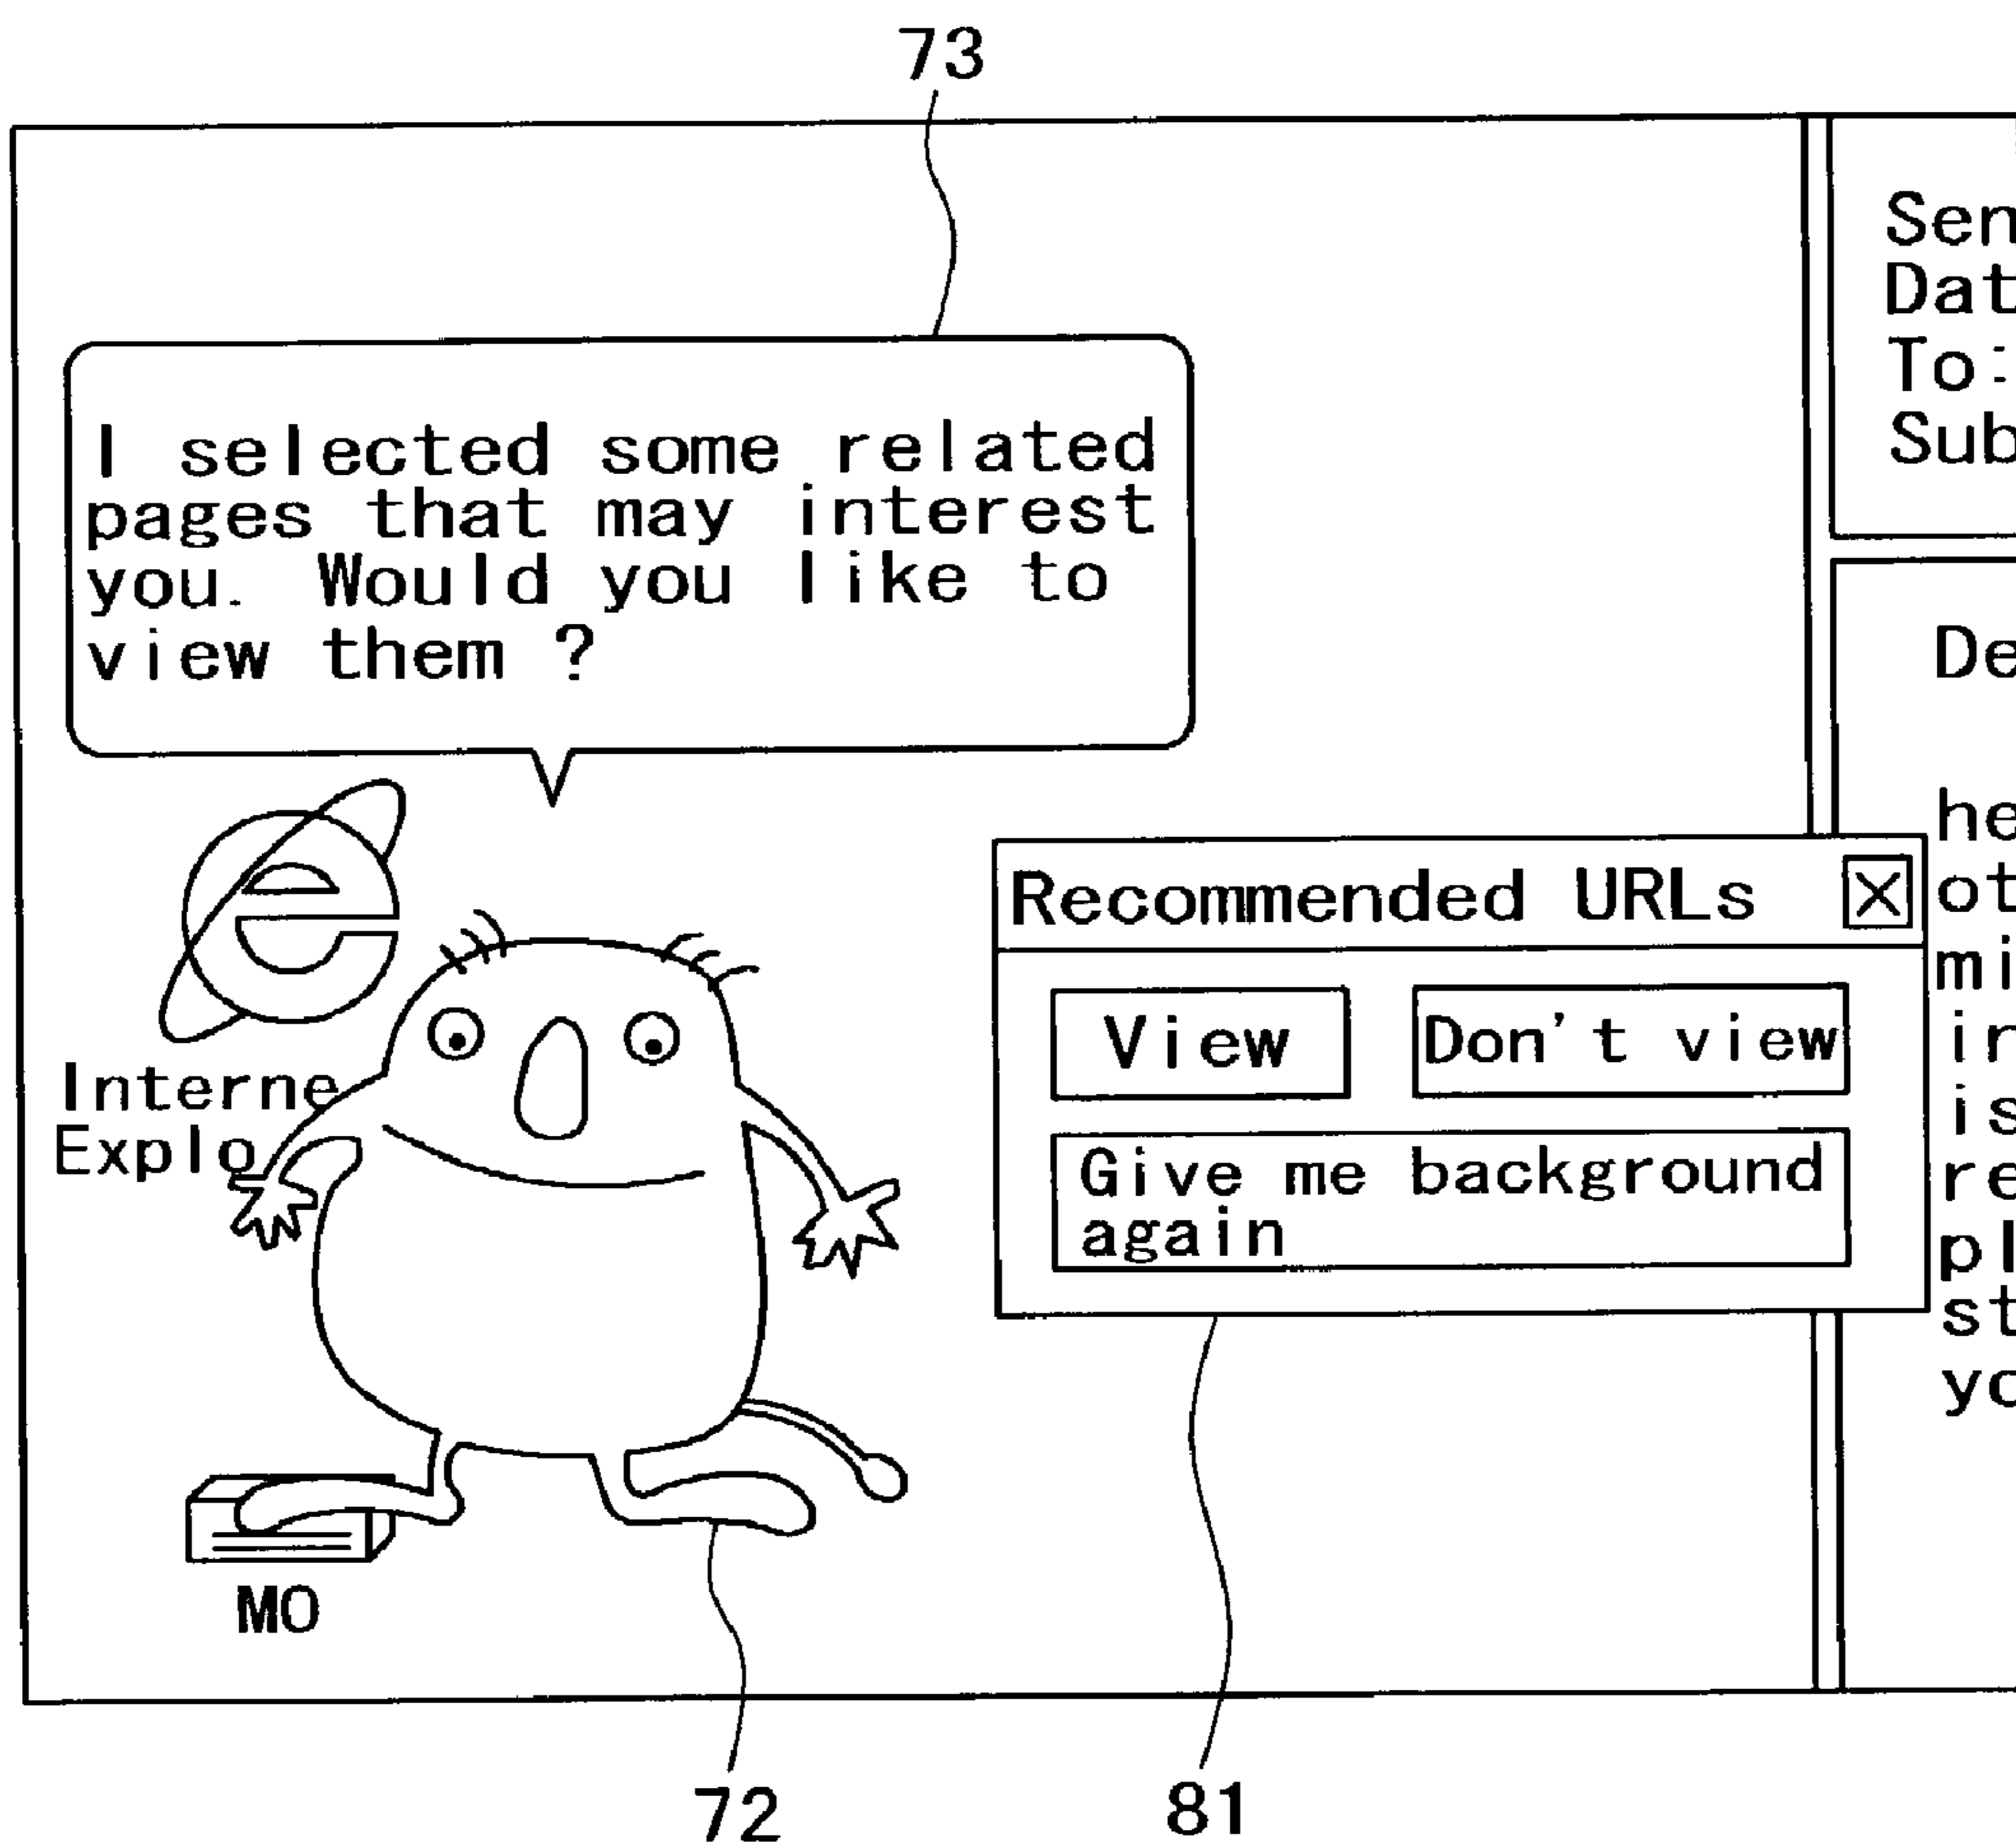 73
I selected some related
pages that may interest
you. Would you like to
view them ?
Interne
Explo
MO
Recommended URLs
View
Don't view
Give me background
again
72
81
Sen
Dat
To:
Sub
De
he
ot
mi
in
is
re
pl
st
yo